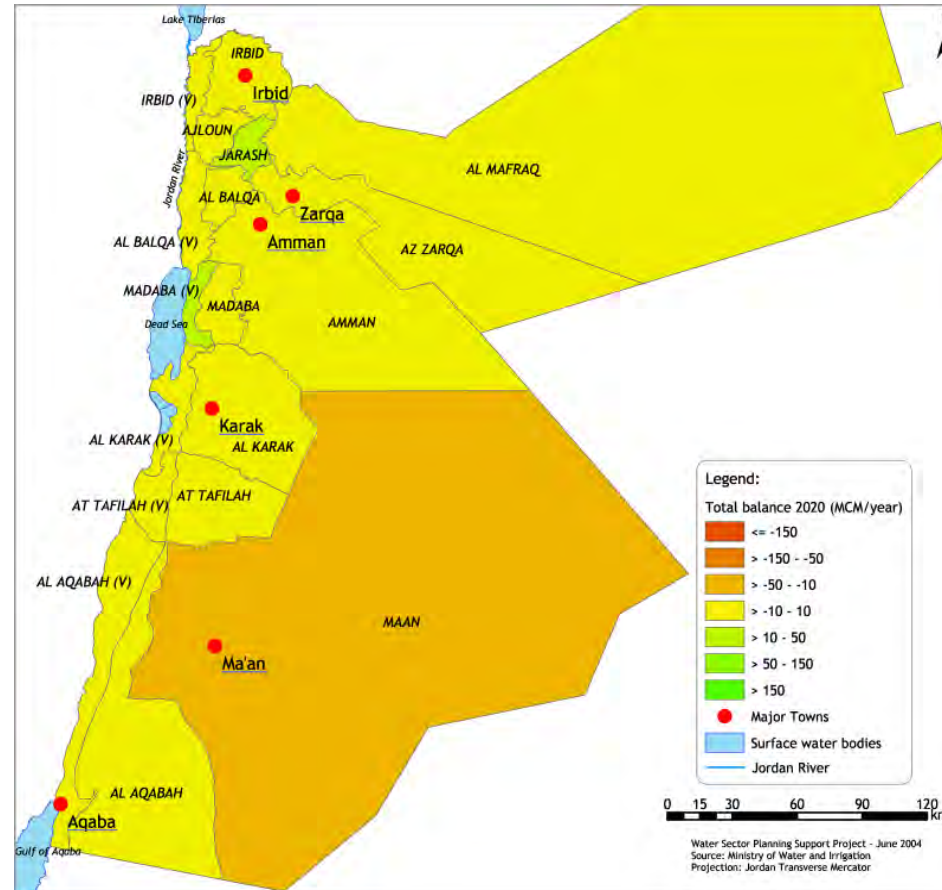 Lake Tiberias
IRBID
Irbid
IRBID (V)
AJLOUN
JARASH
Jordan River
AL MAFRAQ
AL BALQA
Zarqa
Amman
AL BALQA (V)
AZ ZARQA
MADABA (V)
MADABA
Dead Sea
AMMAN
Karak
AL KARAK (V)
AL KARAK
AT TAFILAH
AT TAFILAH (V)
AL AQABAH (V)
MAAN
Ma'an
AL AQABAH
Aqaba
Gulf of Aqaba
Legend:
Total balance 2020 (MCM/year)
<= -150
> -150 - -50
> -50 - -10
> -10 - 10
> 10 - 50
> 50 - 150
> 150
Major Towns
Surface water bodies
Jordan River
0 15 30 60 90 120
Water Sector Planning Support Project - June 2004
Source: Ministry of Water and Irrigation
Projection: Jordan Transverse Mercator